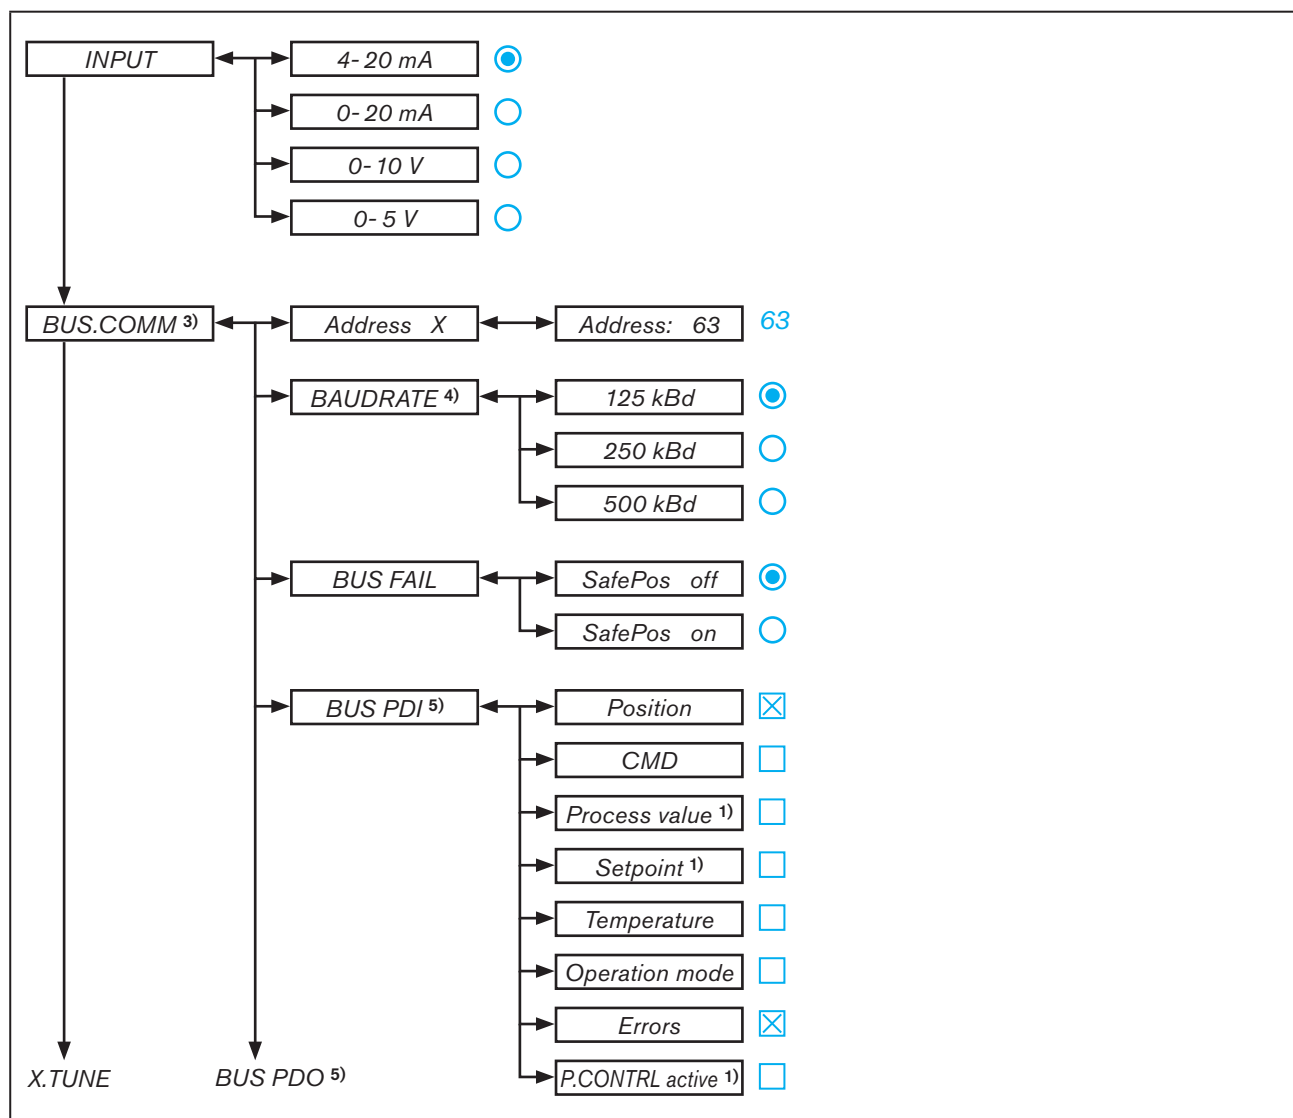 INPUT
4-20 mA
0-20 mA
0-10 V
0-5 V
BUS.COMM 3)
Address X
Address: 63
63
BAUDRATE 4)
125 kBd
250 kBd
500 kBd
BUS FAIL
SafePos off
SafePos on
BUS PDI 5)
Position
CMD
Process value 1)
Setpoint 1)
Temperature
Operation mode
Errors
P.CONTRL active 1)
X.TUNE
BUS PDO 5)